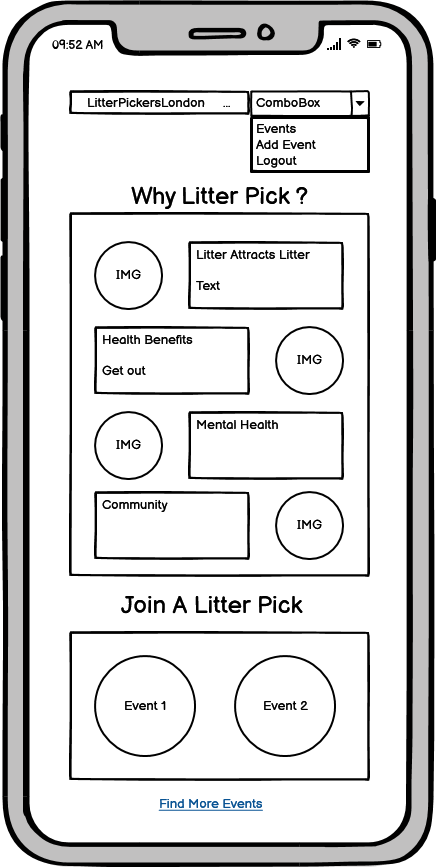 09:52 AM
LitterPickersLondon ... ComboBox
Events
Add Event
Logout
Why Litter Pick ?
IMG
Litter Attracts Litter
Text
Health Benefits
Get out
IMG
IMG
Mental Health
Community
IMG
Join A Litter Pick
Event 1 Event 2
Find More Events